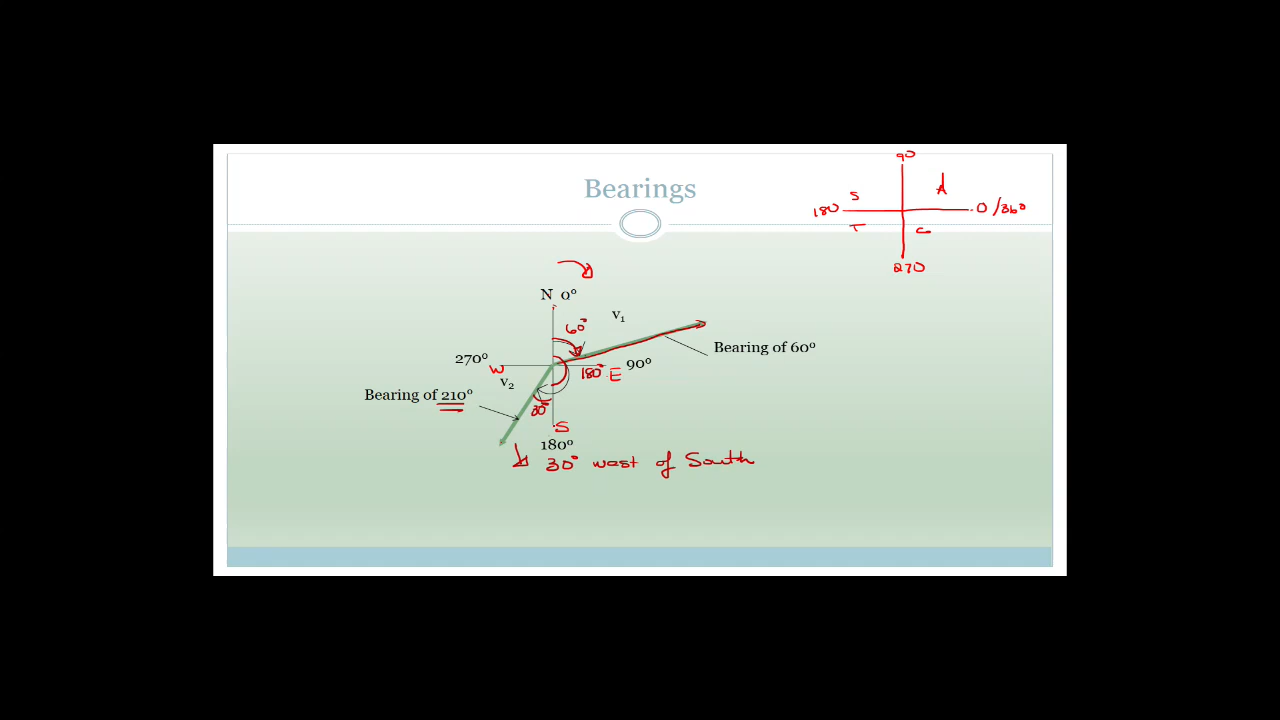 Bearings
90
S A
180 0/360
T C
270
N 0°
60°
v1
270° W
180° E 90°
Bearing of 60°
v2
Bearing of 210°
30°
S
180°
30° west of South